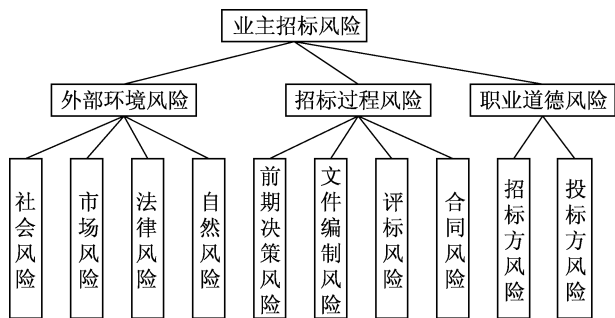 业主招标风险
外部环境风险
招标过程风险
职业道德风险
社会风险
市场风险
法律风险
自然风险
前期决策风险
文件编制风险
评标风险
合同风险
招标方风险
投标方风险